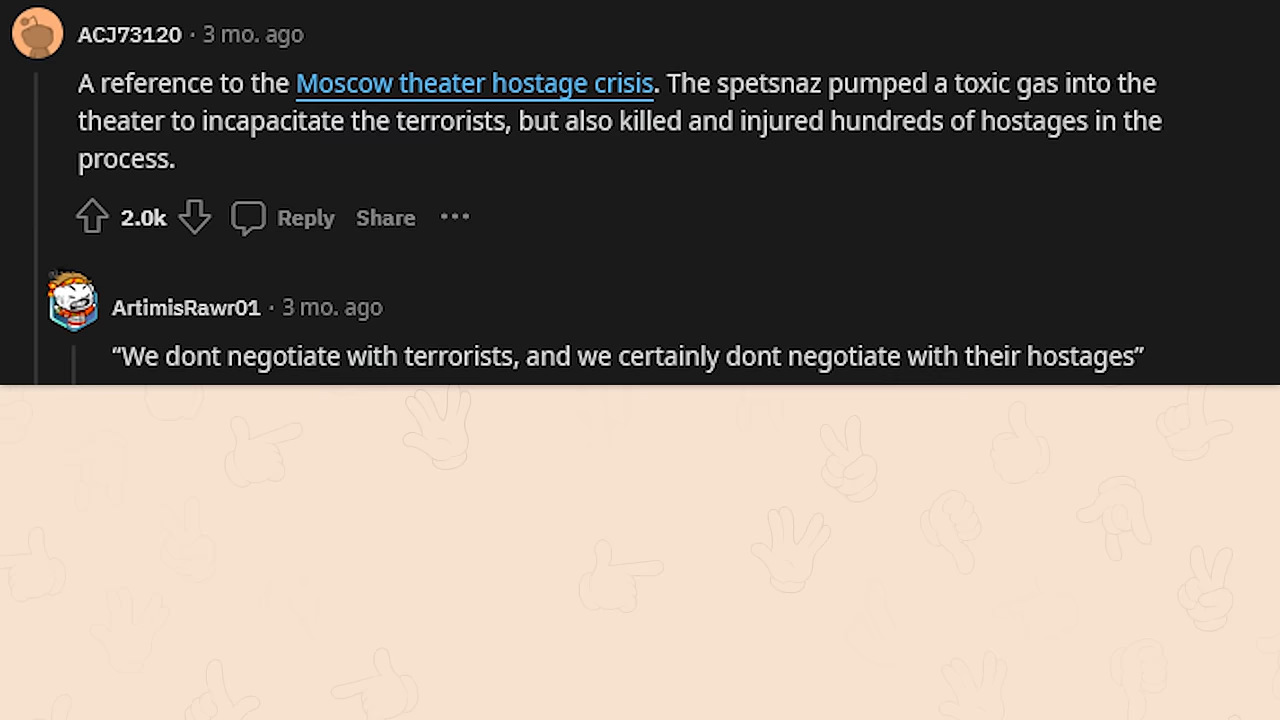 ACJ73120 · 3 mo. ago
A reference to the Moscow theater hostage crisis. The spetsnaz pumped a toxic gas into the
theater to incapacitate the terrorists, but also killed and injured hundreds of hostages in the
process.
2.0k Reply Share ···
ArtimisRawr01 · 3 mo. ago
“We dont negotiate with terrorists, and we certainly dont negotiate with their hostages”